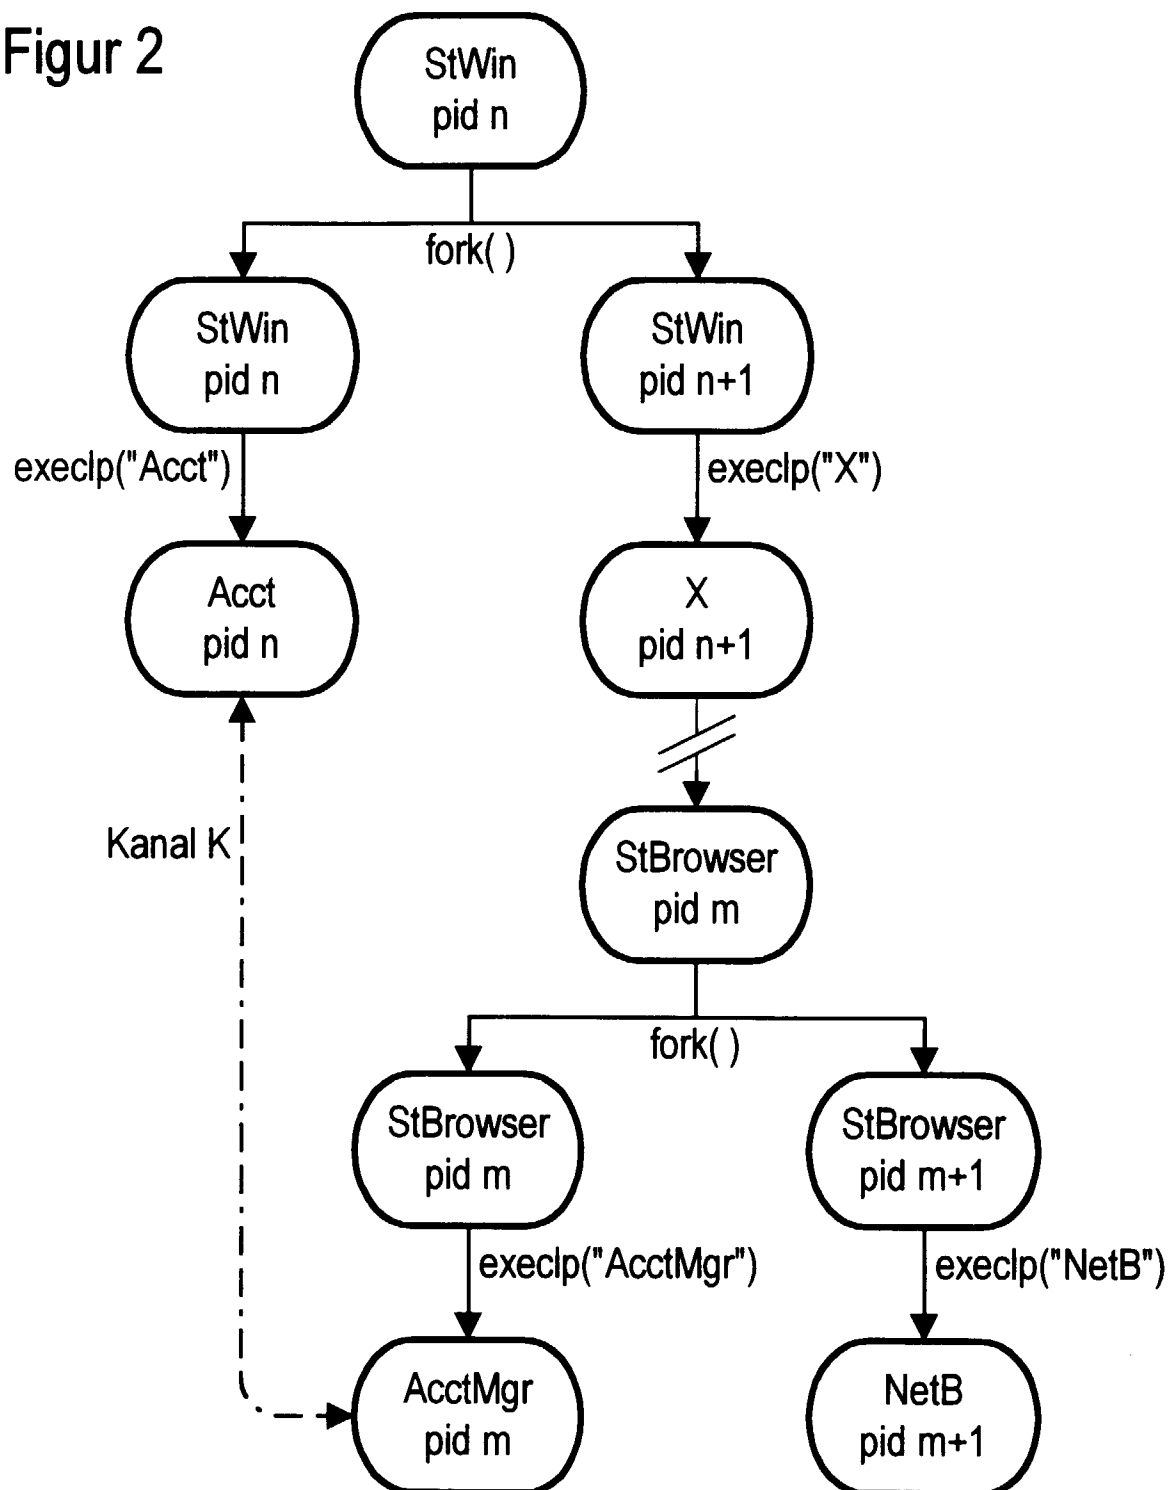 Figur 2
StWin
pid n
fork( )
StWin
pid n
StWin
pid n+1
execlp("Acct")
execlp("X")
Acct
pid n
X
pid n+1
Kanal K
StBrowser
pid m
fork( )
StBrowser
pid m
StBrowser
pid m+1
execlp("AcctMgr")
execlp("NetB")
AcctMgr
pid m
NetB
pid m+1